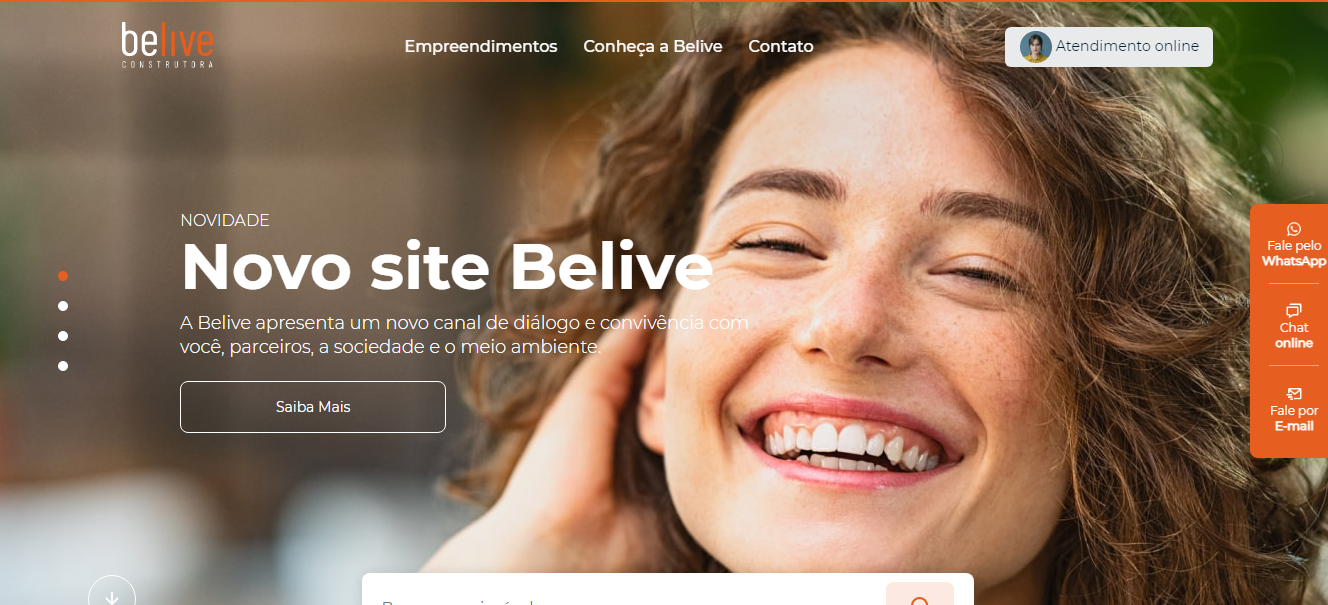 belive
CONSTRUTORA
Empreendimentos
Conheça a Belive
Contato
Atendimento online
NOVIDADE
Novo site Belive
A Belive apresenta um novo canal de diálogo e convivência com
você, parceiros, a sociedade e o meio ambiente.
Saiba Mais
Fale pelo
WhatsApp
Chat
online
Fale por
E-mail